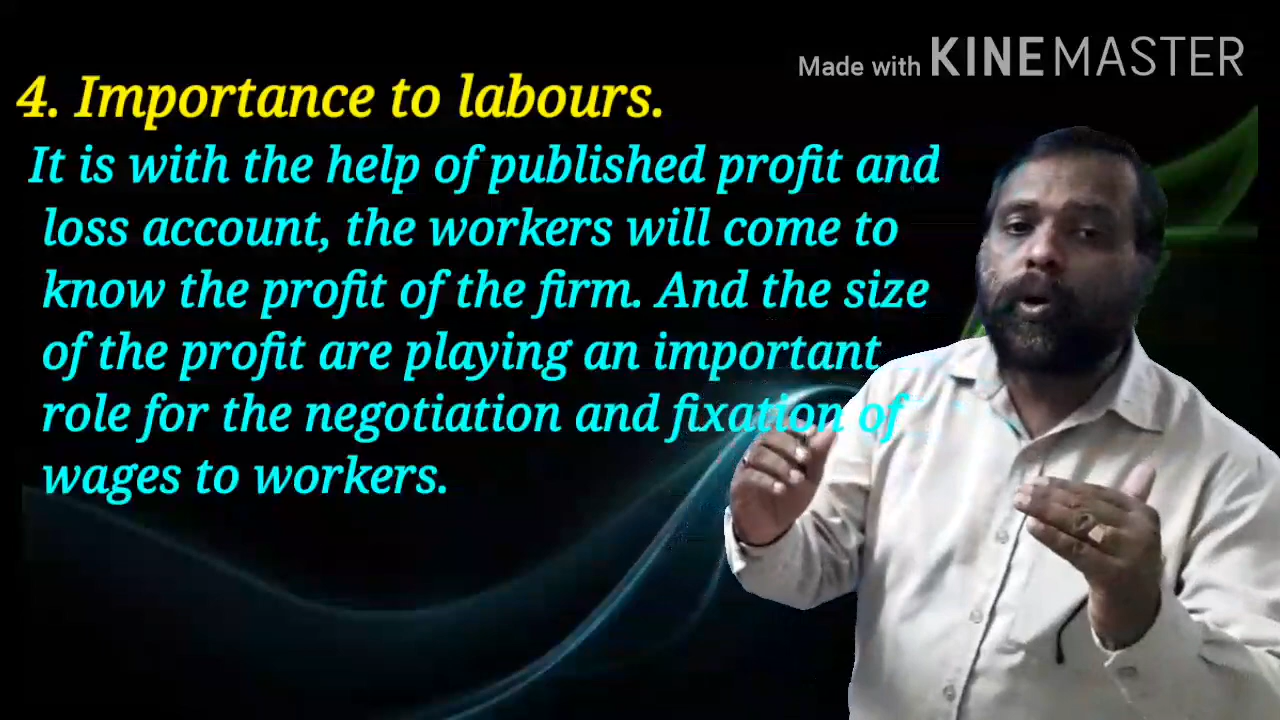 Made with KINEMASTER
4. Importance to labours.
It is with the help of published profit and
loss account, the workers will come to
know the profit of the firm. And the size
of the profit are playing an important
role for the negotiation and fixation of
wages to workers.